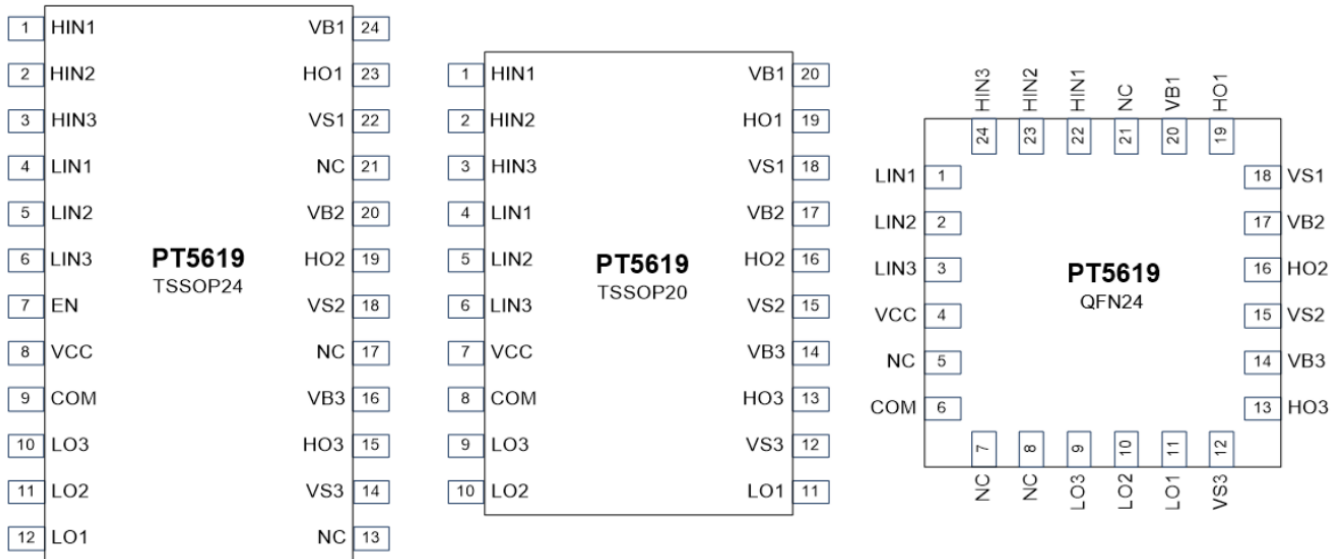 1 HIN1 VB1 24
2 HIN2 HO1 23
3 HIN3 VS1 22
4 LIN1 NC 21
5 LIN2 VB2 20
6 LIN3 HO2 19
PT5619
TSSOP24
7 EN VS2 18
8 VCC NC 17
9 COM VB3 16
10 LO3 HO3 15
11 LO2 VS3 14
12 LO1 NC 13
1 HIN1 VB1 20
2 HIN2 HO1 19
3 HIN3 VS1 18
4 LIN1 VB2 17
5 LIN2 HO2 16
PT5619
TSSOP20
6 LIN3 VS2 15
7 VCC VB3 14
8 COM HO3 13
9 LO3 VS3 12
10 LO2 LO1 11
HIN3 HIN2 HIN1 NC VB1 HO1
24 23 22 21 20 19
LIN1 1 18 VS1
LIN2 2 17 VB2
LIN3 3 16 HO2
PT5619
QFN24
VCC 4 15 VS2
NC 5 14 VB3
COM 6 13 HO3
7 8 9 10 11 12
NC NC LO3 LO2 LO1 VS3